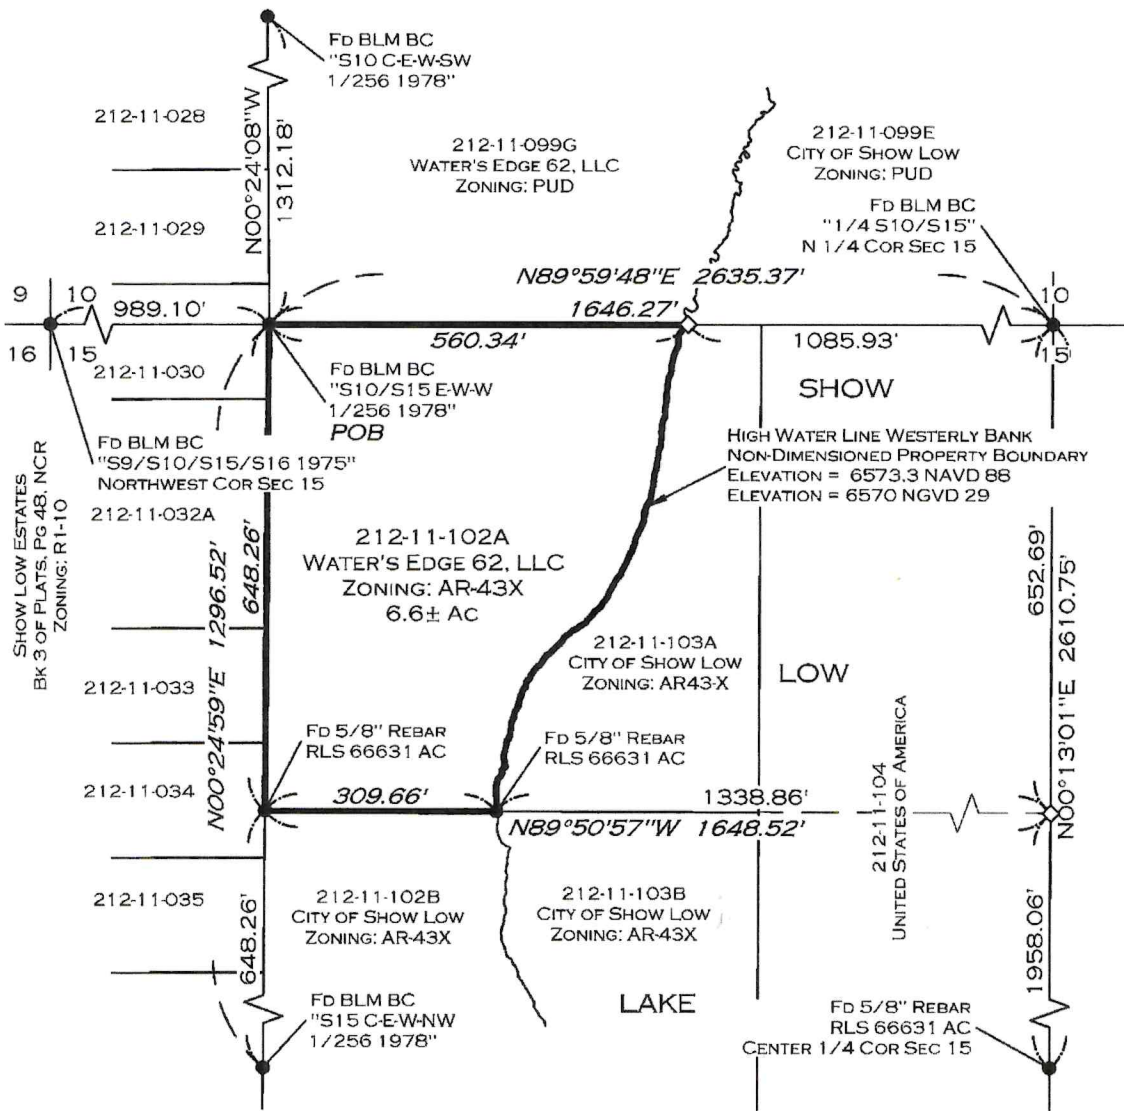 FD BLM BC
"S10 C-E-W-SW
1/256 1978"
212-11-028
N00°24'08"W
1312.18'
212-11-099G
WATER'S EDGE 62, LLC
ZONING: PUD
212-11-099E
CITY OF SHOW LOW
ZONING: PUD
FD BLM BC
"1/4 S10/S15"
N 1/4 COR SEC 15
212-11-029
N89°59'48"E 2635.37'
9 10
989.10'
1646.27'
10
16 15
560.34'
1085.93'
15
212-11-030
FD BLM BC
"S10/S15 E-W-W
1/256 1978"
POB
SHOW
FD BLM BC
"S9/S10/S15/S16 1975"
NORTHWEST COR SEC 15
HIGH WATER LINE WESTERLY BANK
NON-DIMENSIONED PROPERTY BOUNDARY
ELEVATION = 6573.3 NAVD 88
ELEVATION = 6570 NGVD 29
SHOW LOW ESTATES
BK 3 OF PLATS, PG 48, NCR
ZONING: R1-10
212-11-032A
212-11-102A
WATER'S EDGE 62, LLC
ZONING: AR-43X
6.6± AC
N00°24'59"E 1296.52'
648.26'
652.69'
N00°13'01"E 2610.75'
212-11-103A
CITY OF SHOW LOW
ZONING: AR43-X
LOW
212-11-033
FD 5/8" REBAR
RLS 66631 AC
FD 5/8" REBAR
RLS 66631 AC
212-11-104
UNITED STATES OF AMERICA
212-11-034
309.66'
1338.86'
N89°50'57"W 1648.52'
212-11-035
212-11-102B
CITY OF SHOW LOW
ZONING: AR-43X
212-11-103B
CITY OF SHOW LOW
ZONING: AR-43X
648.26'
1958.06'
FD BLM BC
"S15 C-E-W-NW
1/256 1978"
LAKE
FD 5/8" REBAR
RLS 66631 AC
CENTER 1/4 COR SEC 15